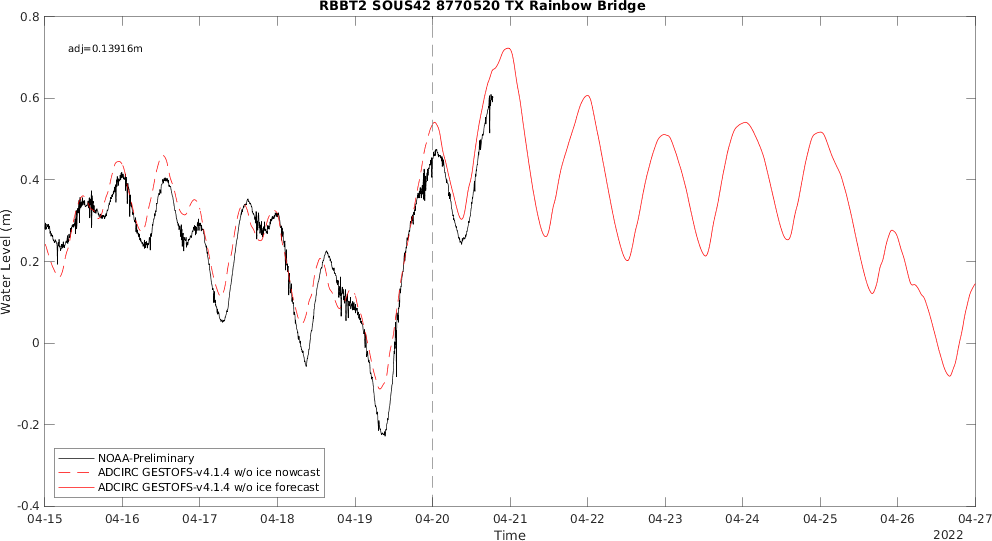 RBBT2 SOUS42 8770520 TX Rainbow Bridge
adj=0.13916m
0.8
0.6
0.4
0.2
0
-0.2
-0.4
Water Level (m)
NOAA-Preliminary
ADCIRC GESTOFS-v4.1.4 w/o ice nowcast
ADCIRC GESTOFS-v4.1.4 w/o ice forecast
04-15 04-16 04-17 04-18 04-19 04-20 04-21 04-22 04-23 04-24 04-25 04-26 04-27
Time
2022